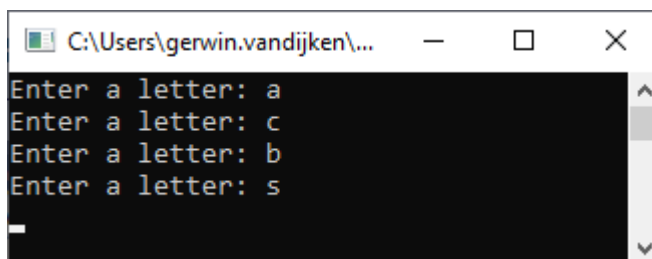 C:\Users\gerwin.vandijken\...
Enter a letter: a
Enter a letter: c
Enter a letter: b
Enter a letter: s